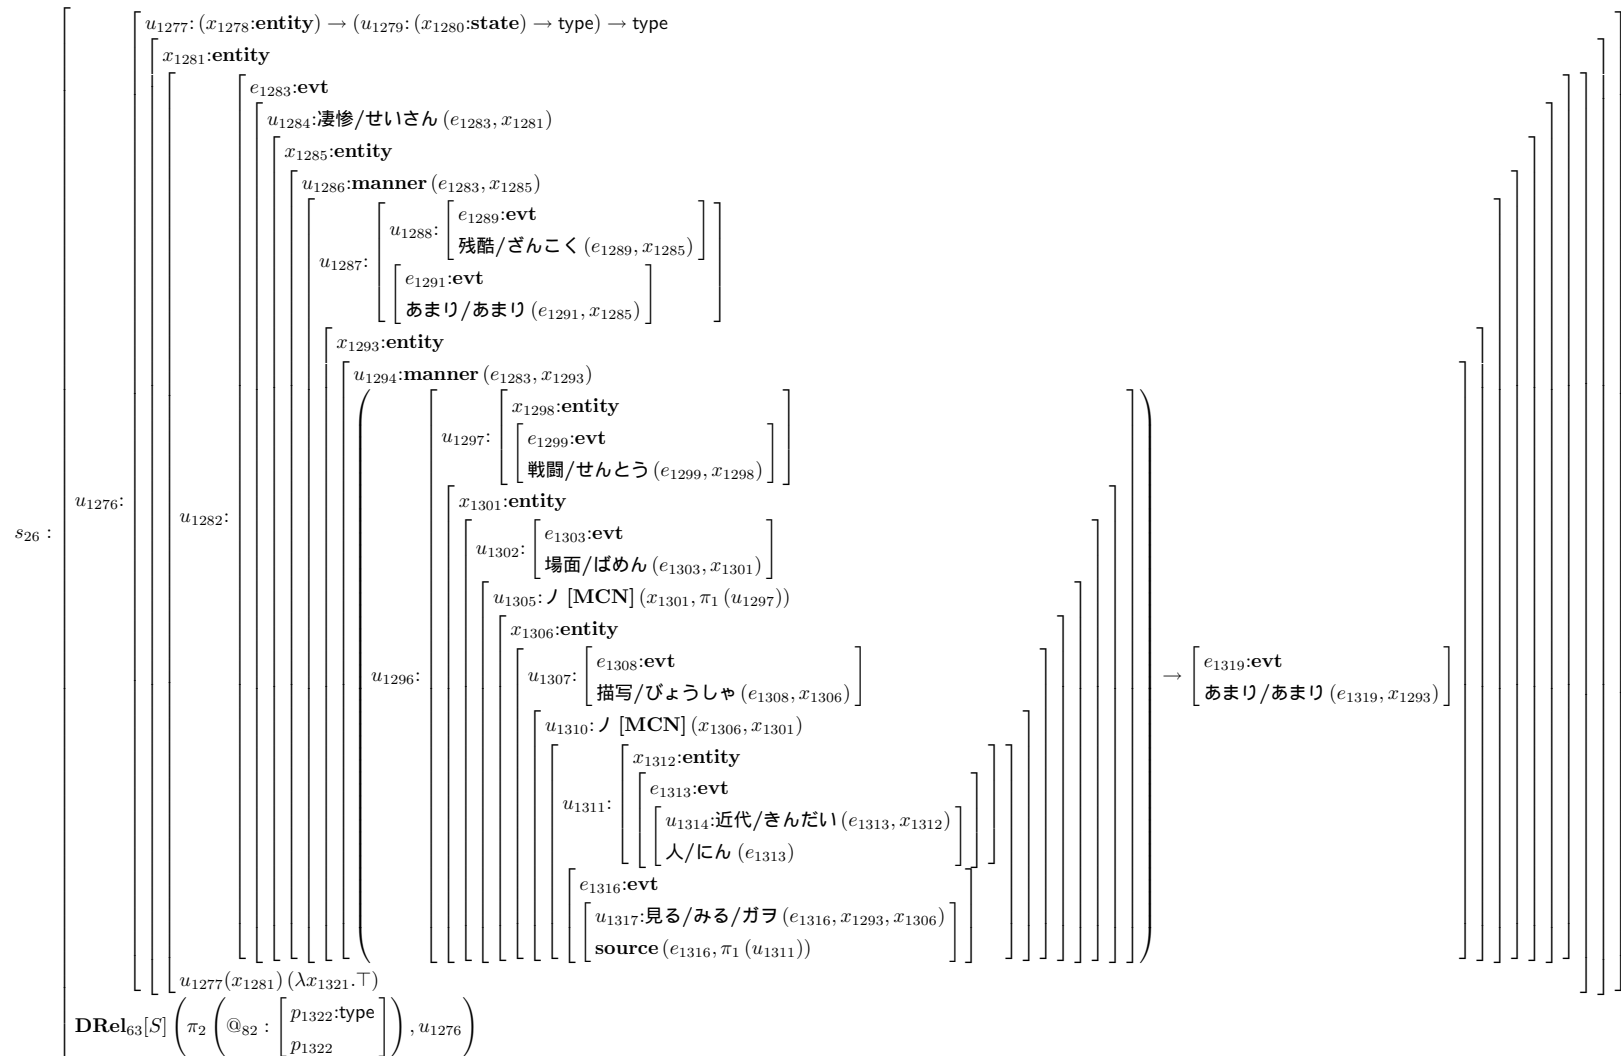 u₁₂₇₇: (x₁₂₇₈:entity) → (u₁₂₇₉: (x₁₂₈₀:state) → type) → type
x₁₂₈₁:entity
e₁₂₈₃:evt
u₁₂₈₄:凄惨/せいさん (e₁₂₈₃, x₁₂₈₁)
x₁₂₈₅:entity
u₁₂₈₆:manner (e₁₂₈₃, x₁₂₈₅)
e₁₂₈₉:evt
u₁₂₈₈:
残酷/ざんこく (e₁₂₈₉, x₁₂₈₅)
u₁₂₈₇:
e₁₂₉₁:evt
あまり/あまり (e₁₂₉₁, x₁₂₈₅)
x₁₂₉₃:entity
u₁₂₉₄:manner (e₁₂₈₃, x₁₂₉₃)
x₁₂₉₈:entity
u₁₂₉₇:
e₁₂₉₉:evt
戦闘/せんとう (e₁₂₉₉, x₁₂₉₈)
x₁₃₀₁:entity
u₁₂₇₆:
u₁₂₈₂:
s₂₆ :
e₁₃₀₃:evt
u₁₃₀₂:
場面/ばめん (e₁₃₀₃, x₁₃₀₁)
u₁₃₀₅:ノ [MCN] (x₁₃₀₁, π₁ (u₁₂₉₇))
x₁₃₀₆:entity
e₁₃₀₈:evt
u₁₃₀₇:
描写/びょうしゃ (e₁₃₀₈, x₁₃₀₆)
u₁₂₉₆:
→
e₁₃₁₉:evt
あまり/あまり (e₁₃₁₉, x₁₂₉₃)
u₁₃₁₀:ノ [MCN] (x₁₃₀₆, x₁₃₀₁)
x₁₃₁₂:entity
e₁₃₁₃:evt
u₁₃₁₁:
u₁₃₁₄:近代/きんだい (e₁₃₁₃, x₁₃₁₂)
人/にん (e₁₃₁₃)
e₁₃₁₆:evt
u₁₃₁₇:見る/みる/ガヲ (e₁₃₁₆, x₁₂₉₃, x₁₃₀₆)
source (e₁₃₁₆, π₁ (u₁₃₁₁))
u₁₂₇₇(x₁₂₈₁) (λx₁₃₂₁.⊤)
DRel₆₃[S] (π₂ (@₈₂ : [p₁₃₂₂:type
p₁₃₂₂]), u₁₂₇₆)